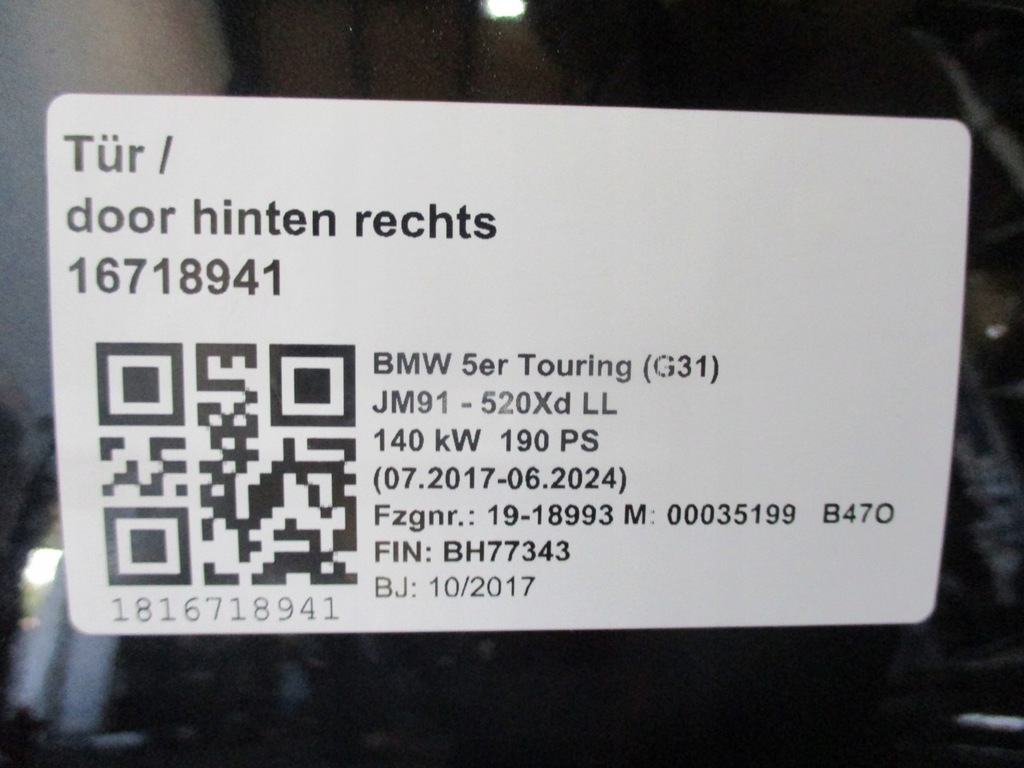 Tür /
door hinten rechts
16718941
BMW 5er Touring (G31)
JM91 - 520Xd LL
140 kW 190 PS
(07.2017-06.2024)
Fzgnr.: 19-18993 M: 00035199 B47O
FIN: BH77343
BJ: 10/2017
1816718941